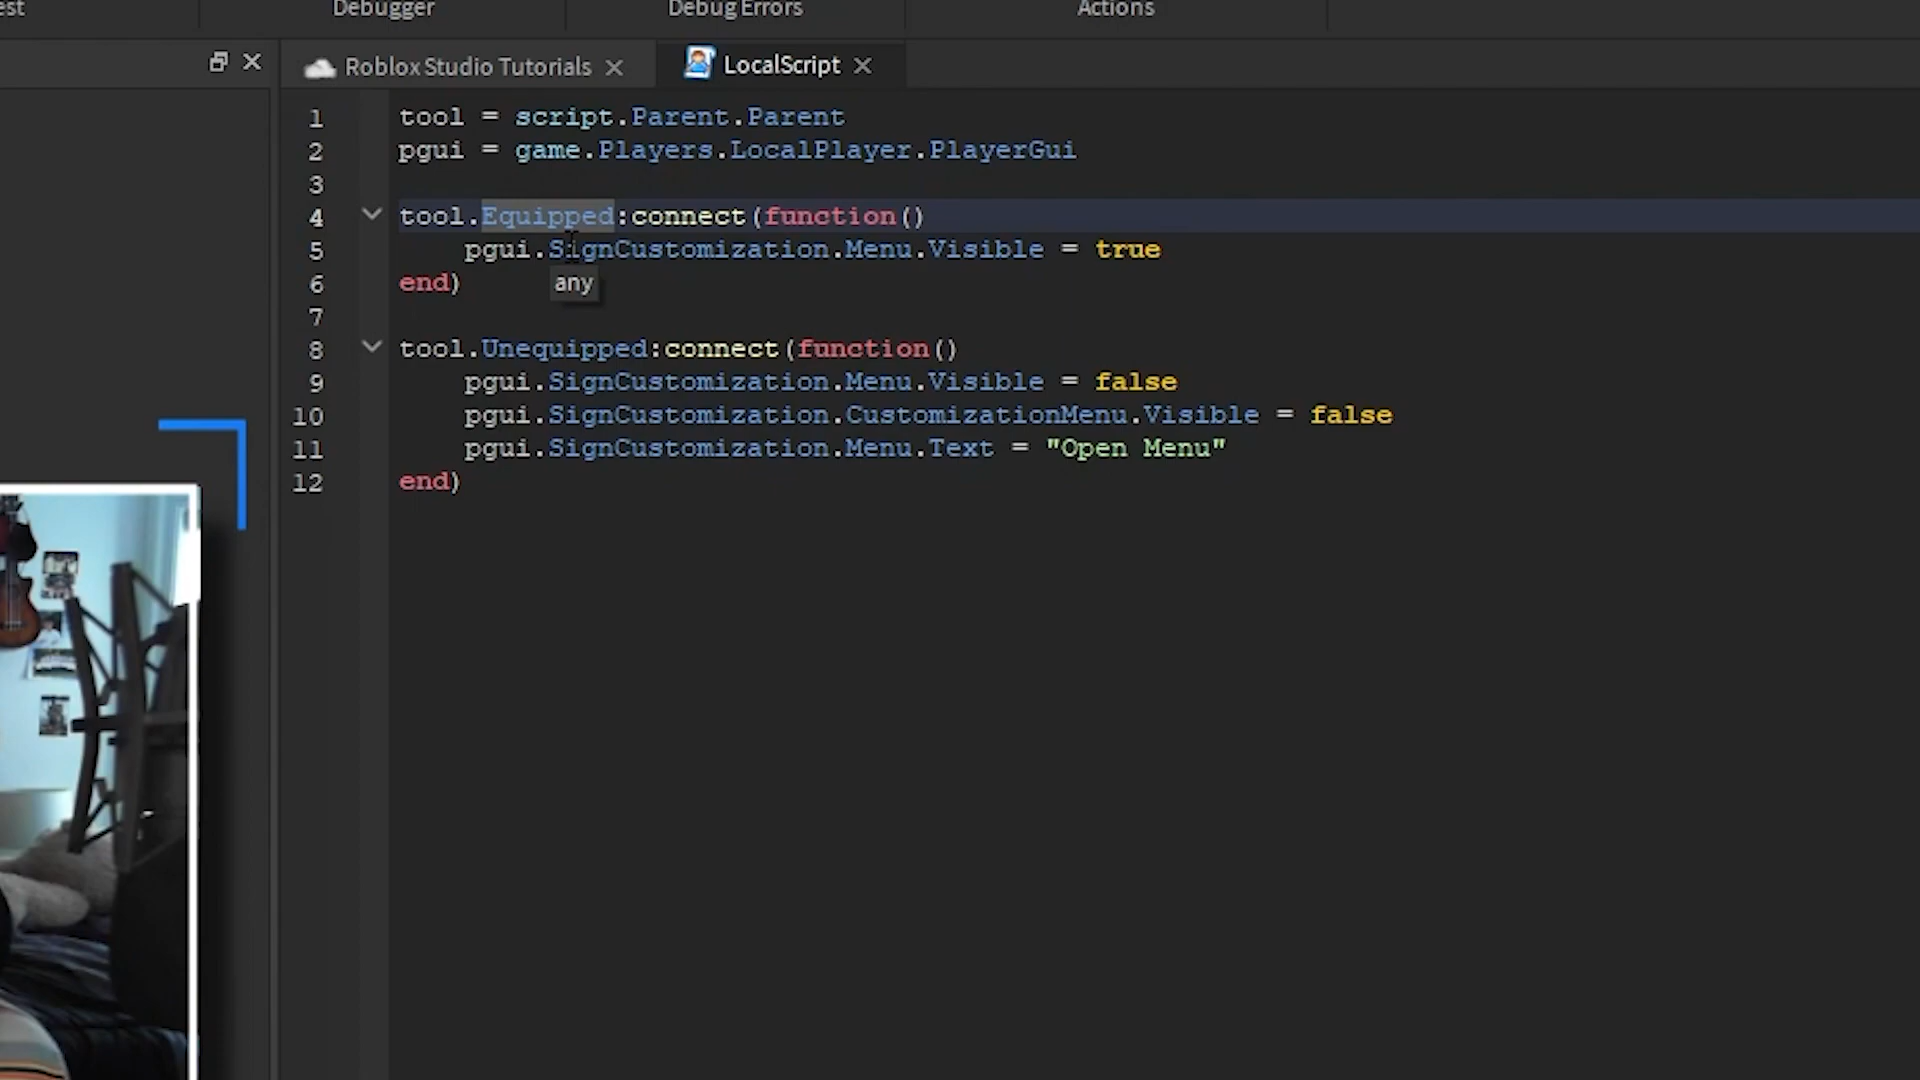 est Debugger Debug Errors Actions
Roblox Studio Tutorials LocalScript
1 tool = script.Parent.Parent
2 pgui = game.Players.LocalPlayer.PlayerGui
3
4 tool.Equipped:connect(function()
5 pgui.SignCustomization.Menu.Visible = true
6 end)
any
7
8 tool.Unequipped:connect(function()
9 pgui.SignCustomization.Menu.Visible = false
10 pgui.SignCustomization.CustomizationMenu.Visible = false
11 pgui.SignCustomization.Menu.Text = "Open Menu"
12 end)